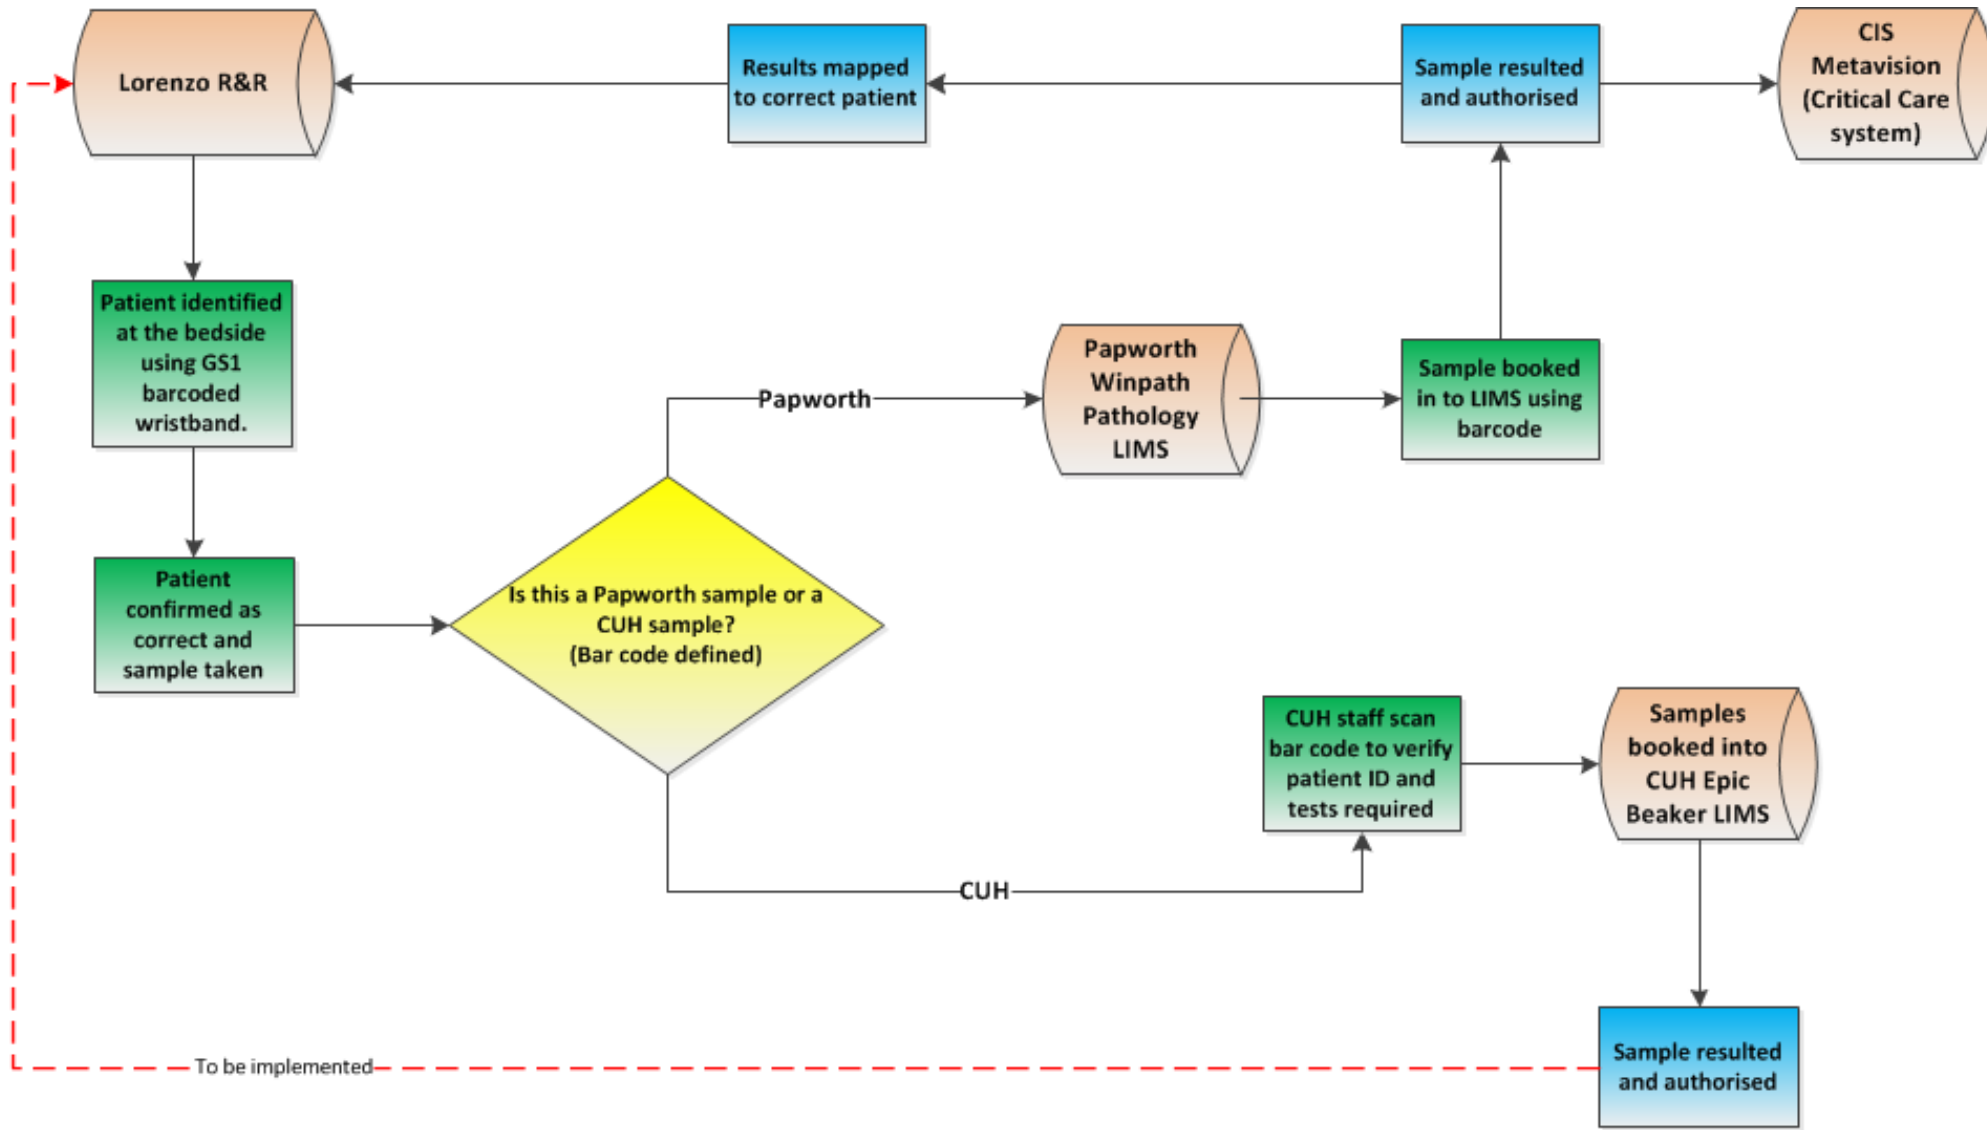 Lorenzo R&R
Results mapped
to correct patient
Sample resulted
and authorised
CIS
Metavision
(Critical Care
system)
Patient identified
at the bedside
using GS1
barcoded
wristband.
Papworth
Papworth
Winpath
Pathology
LIMS
Sample booked
in to LIMS using
barcode
Patient
confirmed as
correct and
sample taken
Is this a Papworth sample or a
CUH sample?
(Bar code defined)
CUH staff scan
bar code to verify
patient ID and
tests required
Samples
booked into
CUH Epic
Beaker LIMS
CUH
To be implemented
Sample resulted
and authorised